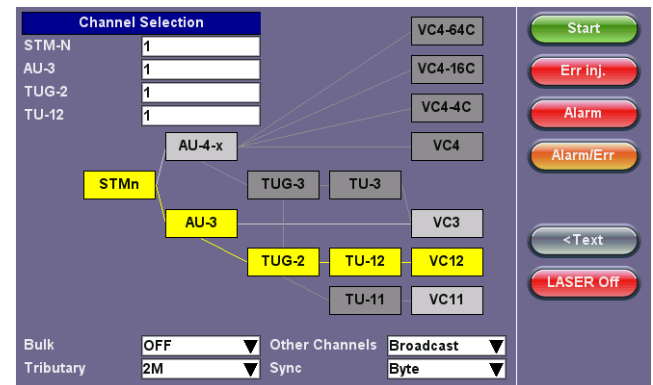 Channel Selection
STM-N 1
AU-3 1
TUG-2 1
TU-12 1
VC4-64C
VC4-16C
VC4-4C
AU-4-x VC4
STMn TUG-3 TU-3
AU-3 VC3
TUG-2 TU-12 VC12
TU-11 VC11
Bulk OFF Other Channels Broadcast
Tributary 2M Sync Byte
Start
Err inj.
Alarm
Alarm/Err
<Text
LASER Off